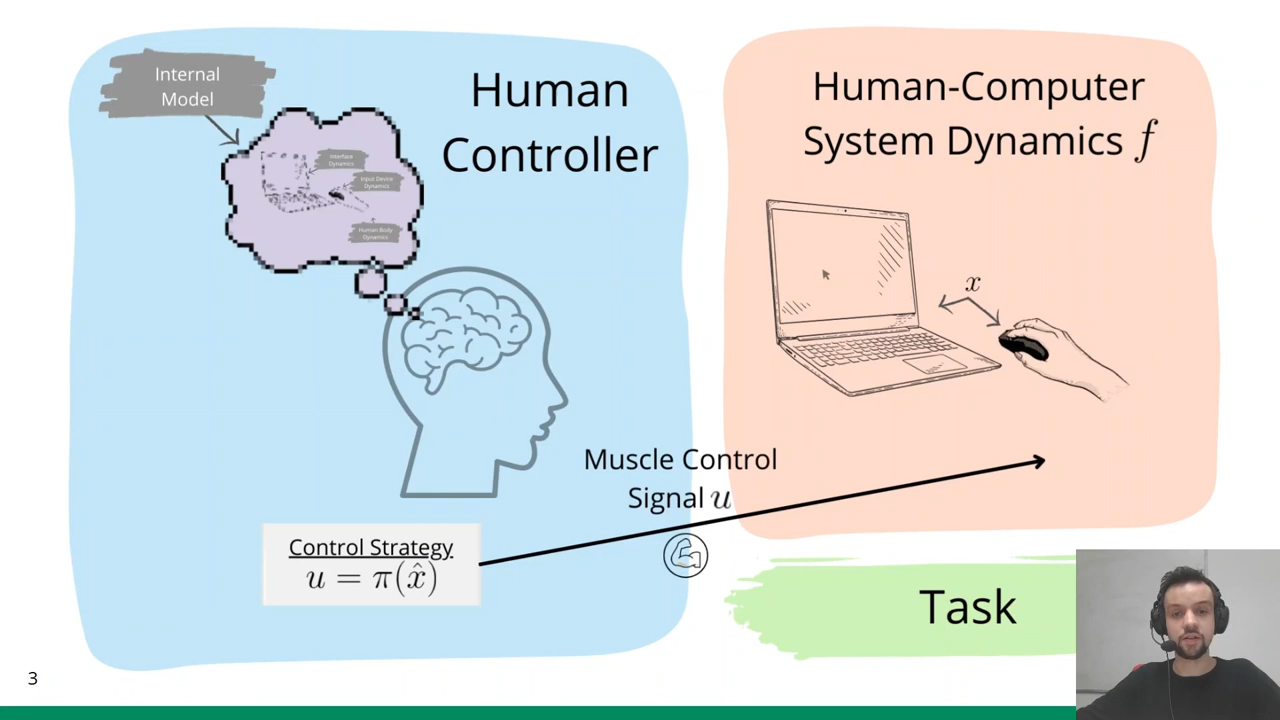 Internal
Model
Human
Controller
Interface
Dynamics
Input Device
Dynamics
Human Body
Dynamics
Human-Computer
System Dynamics f
x
Muscle Control
Signal u
Control Strategy
u = π(x̂)
Task
3